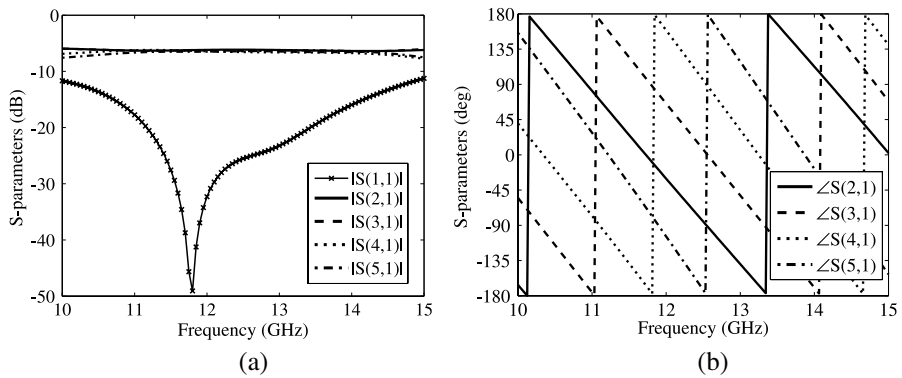 0
-10
-20
-30
-40
-50
S-parameters (dB)
10 11 12 13 14 15
Frequency (GHz)
|S(1,1)|
|S(2,1)|
|S(3,1)|
|S(4,1)|
|S(5,1)|
(a)
180
135
90
45
0
-45
-90
-135
-180
S-parameters (deg)
10 11 12 13 14 15
Frequency (GHz)
∠S(2,1)
∠S(3,1)
∠S(4,1)
∠S(5,1)
(b)